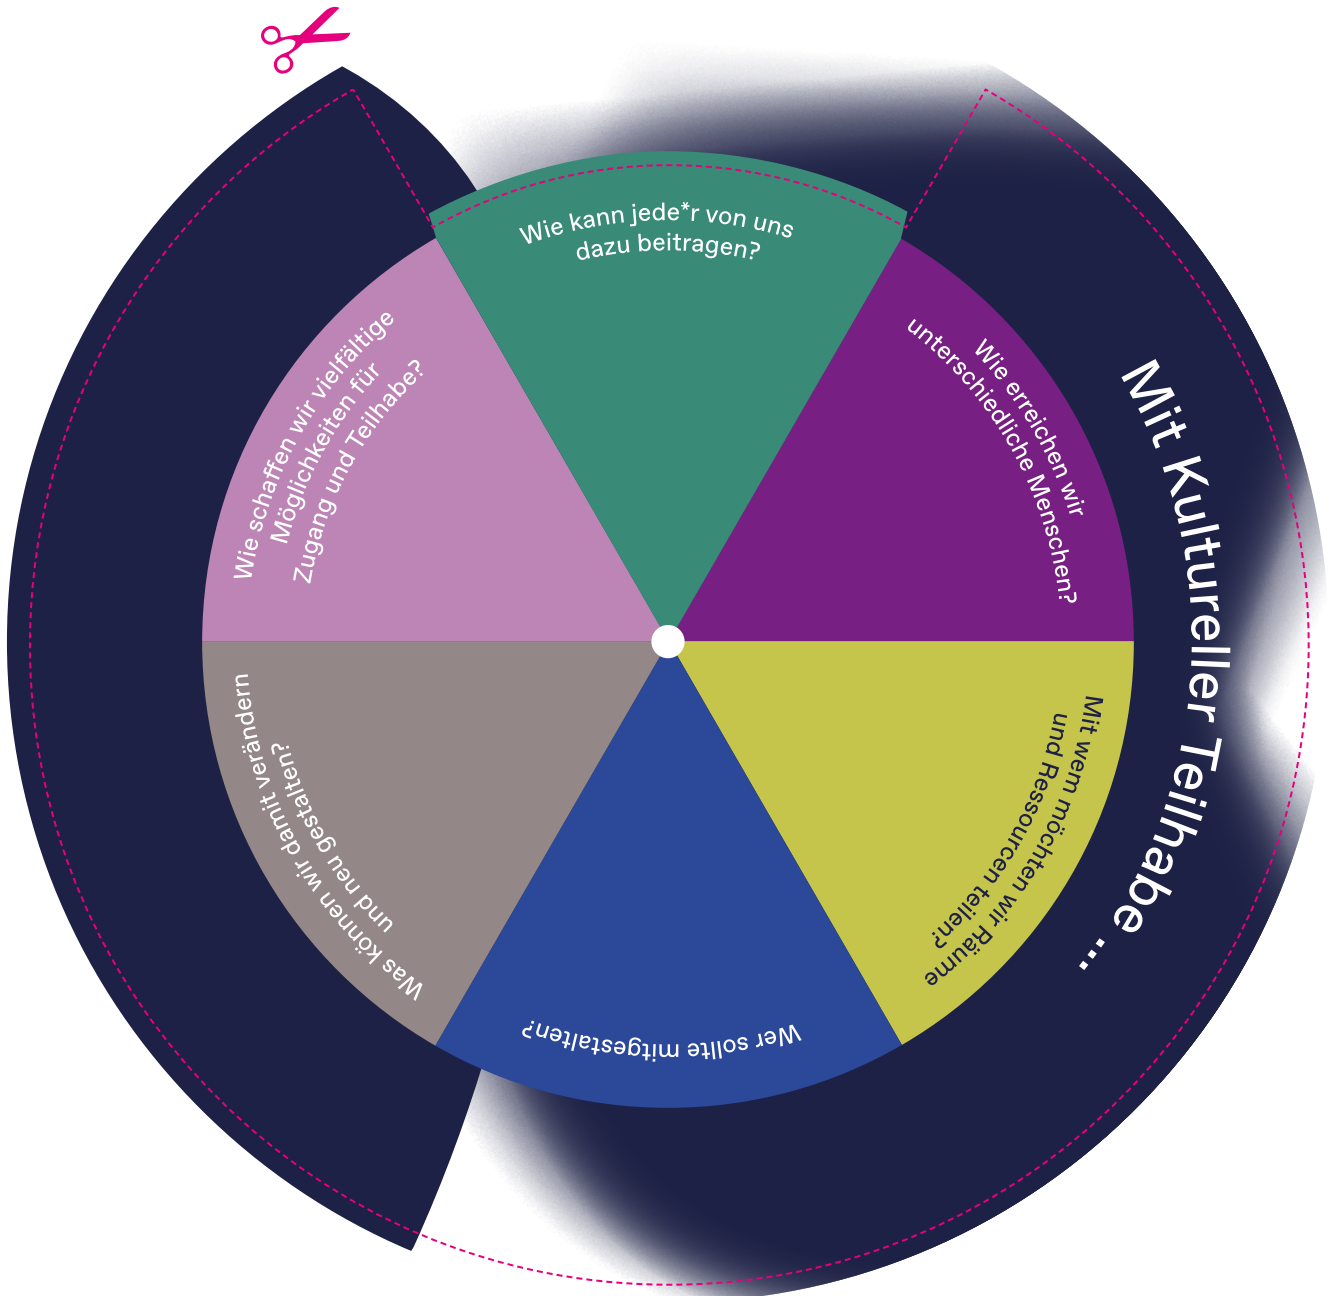 Wie kann jede*r von uns
dazu beitragen?
Wie erreichen wir
unterschiedliche Menschen?
Mit wem möchten wir Räume
und Ressourcen teilen?
Wer sollte mitgestalten?
Was können wir damit verändern
und neu gestalten?
Wie schaffen wir vielfältige
Möglichkeiten für
Zugang und Teilhabe?
Mit Kultureller Teilhabe ...